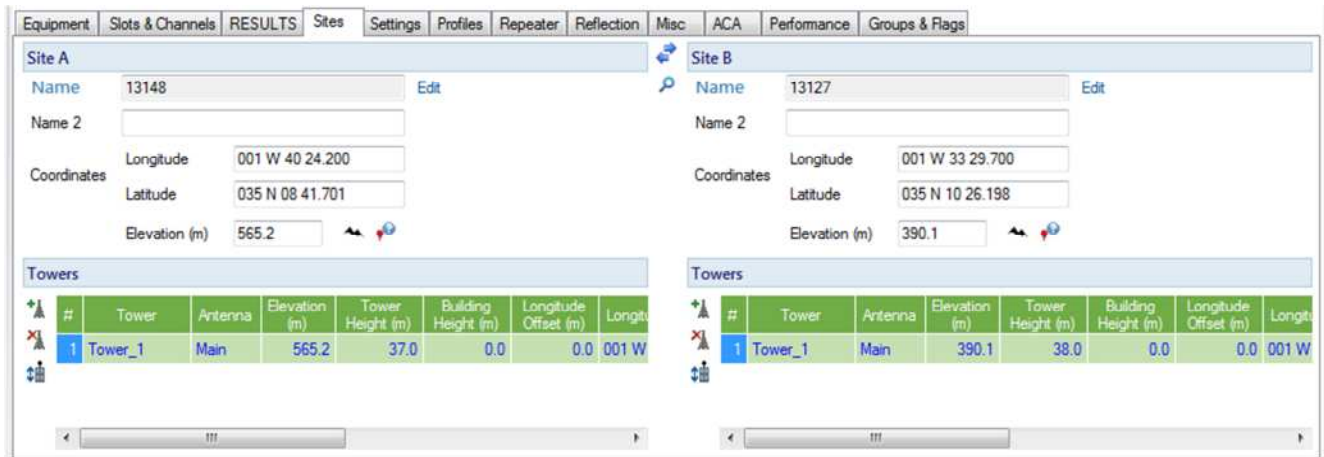 Equipment Slots & Channels RESULTS Sites Settings Profiles Repeater Reflection Misc ACA Performance Groups & Flags
Site A
Name 13148 Edit
Name 2
Coordinates
Longitude 001 W 40 24.200
Latitude 035 N 08 41.701
Elevation (m) 565.2
Towers
# Tower Antenna Elevation (m) Tower Height (m) Building Height (m) Longitude Offset (m) Longitu
1 Tower_1 Main 565.2 37.0 0.0 0.0 001 W
Site B
Name 13127 Edit
Name 2
Coordinates
Longitude 001 W 33 29.700
Latitude 035 N 10 26.198
Elevation (m) 390.1
Towers
# Tower Antenna Elevation (m) Tower Height (m) Building Height (m) Longitude Offset (m) Longit
1 Tower_1 Main 390.1 38.0 0.0 0.0 001 W